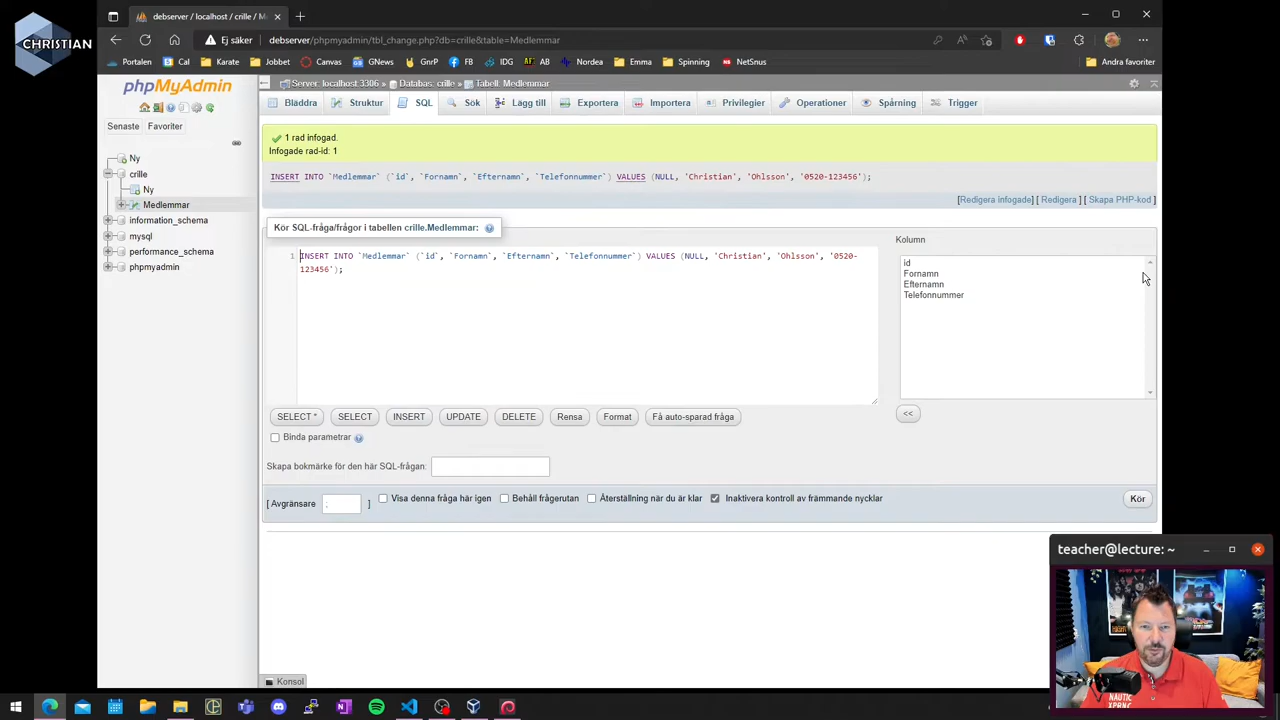 CHRISTIAN
debserver / localhost / crille / M
Ej säker
debserver/phpmyadmin/tbl_change.php?db=crille&table=Medlemmar
Portalen
Cal
Karate
Jobbet
Canvas
GNews
GnrP
FB
IDG
AB
Norden
Emma
Spinning
NetSnus
Andra favoriter
phpMyAdmin
Senaste
Favoriter
Ny
crille
Ny
Medlemmar
information_schema
mysql
performance_schema
phpmyadmin
Server: localhost:3306 » Databas: crille » Tabell: Medlemmar
Bläddra
Struktur
SQL
Sök
Lägg till
Exportera
Importera
Privilegier
Operationer
Spårning
Trigger
1 rad infogad.
Infogade rad-id: 1
INSERT INTO `Medlemmar` (`id`, `Fornamn`, `Efternamn`, `Telefonnummer`) VALUES (NULL, 'Christian', 'Ohlsson', '0520-123456');
[Redigera infogade] [ Redigera ] [ Skapa PHP-kod ]
Kör SQL-fråga/frågor i tabellen crille.Medlemmar:
1 INSERT INTO `Medlemmar` (`id`, `Fornamn`, `Efternamn`, `Telefonnummer`) VALUES (NULL, 'Christian', 'Ohlsson', '0520-
123456');
Kolumn
id
Fornamn
Efternamn
Telefonnummer
SELECT *
SELECT
INSERT
UPDATE
DELETE
Rensa
Format
Få auto-sparad fråga
<<
Binda parametrar
Skapa bokmärke för den här SQL-frågan:
[ Avgränsare ; ]
Visa denna fråga här igen
Behåll frågerutan
Återställning när du är klar
Inaktivera kontroll av främmande nycklar
Kör
Konsol
teacher@lecture: ~
NAUTIC
XPRNC